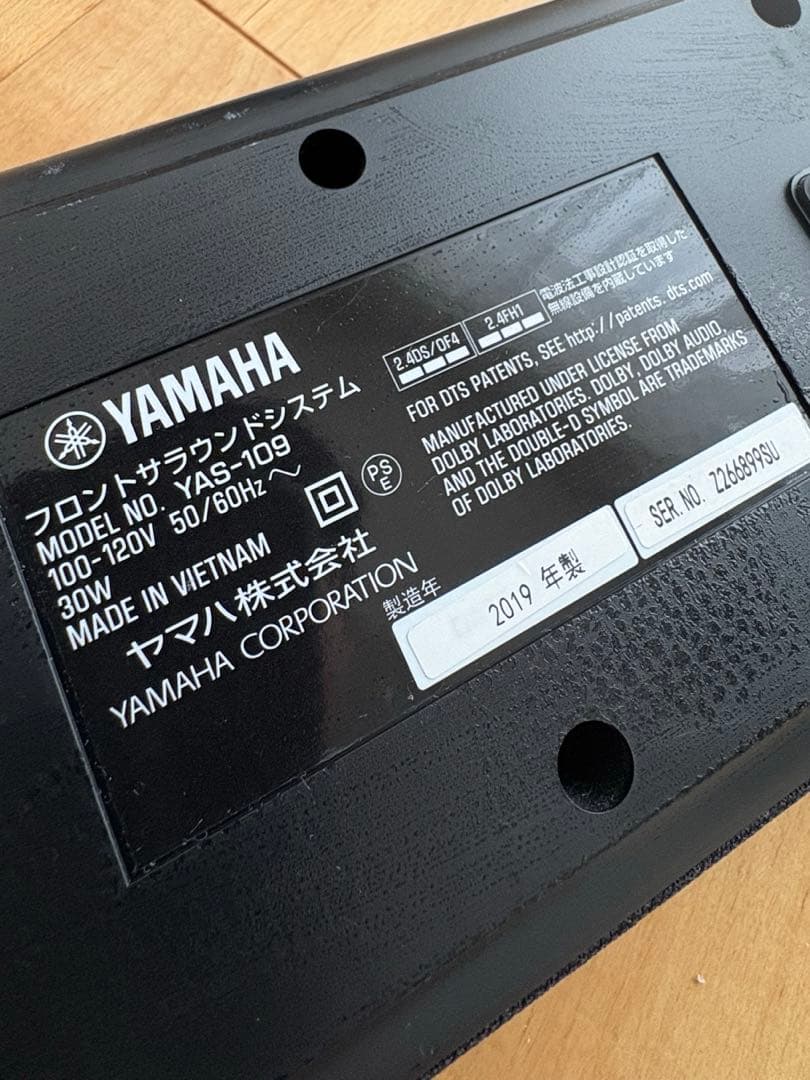 YAMAHA
フロントサラウンドシステム
MODEL NO. YAS-109
100-120V 50/60Hz～
30W
MADE IN VIETNAM
ヤマハ株式会社
YAMAHA CORPORATION
PS
E
2.4DS/OF4
2.4FH1
電波法工事設計認証を取得した
無線設備を内蔵しています
FOR DTS PATENTS, SEE http://patents.dts.com
MANUFACTURED UNDER LICENSE FROM
DOLBY LABORATORIES. DOLBY, DOLBY AUDIO,
AND THE DOUBLE-D SYMBOL ARE TRADEMARKS
OF DOLBY LABORATORIES.
製造年
2019 年製
SER.NO. Z266899SU